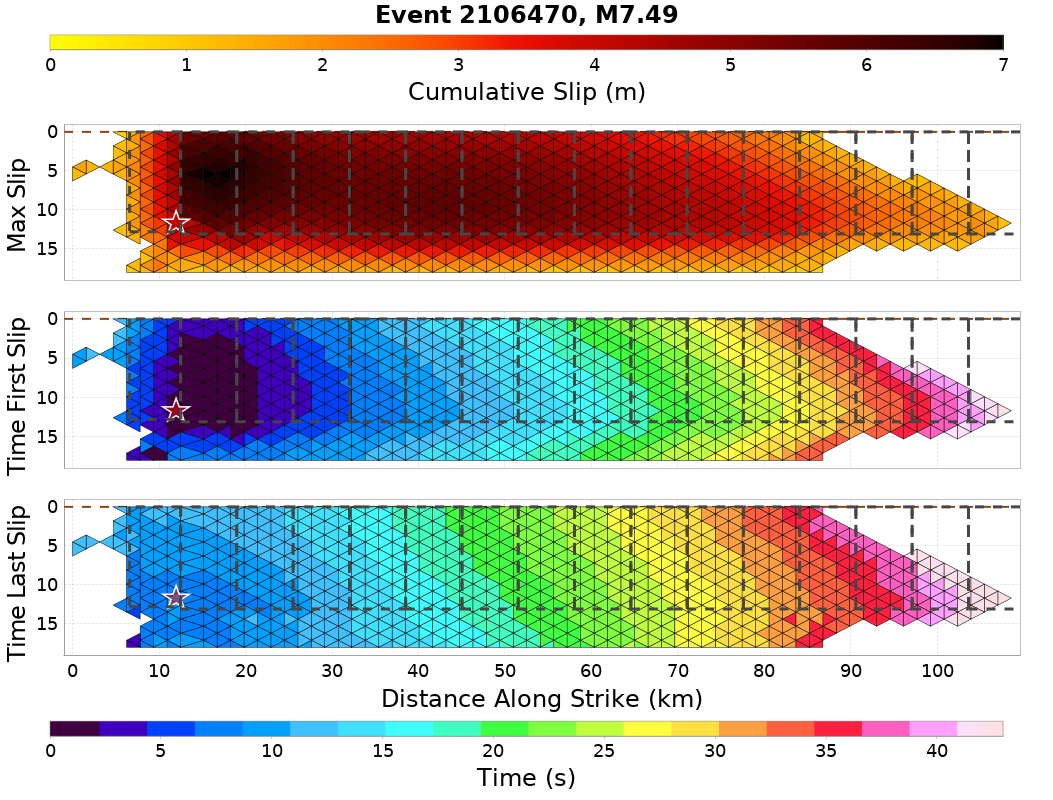 Event 2106470, M7.49
0 1 2 3 4 5 6 7
Cumulative Slip (m)
Max Slip
0
5
10
15
Time First Slip
0
5
10
15
Time Last Slip
0
5
10
15
0 10 20 30 40 50 60 70 80 90 100
Distance Along Strike (km)
0 5 10 15 20 25 30 35 40
Time (s)